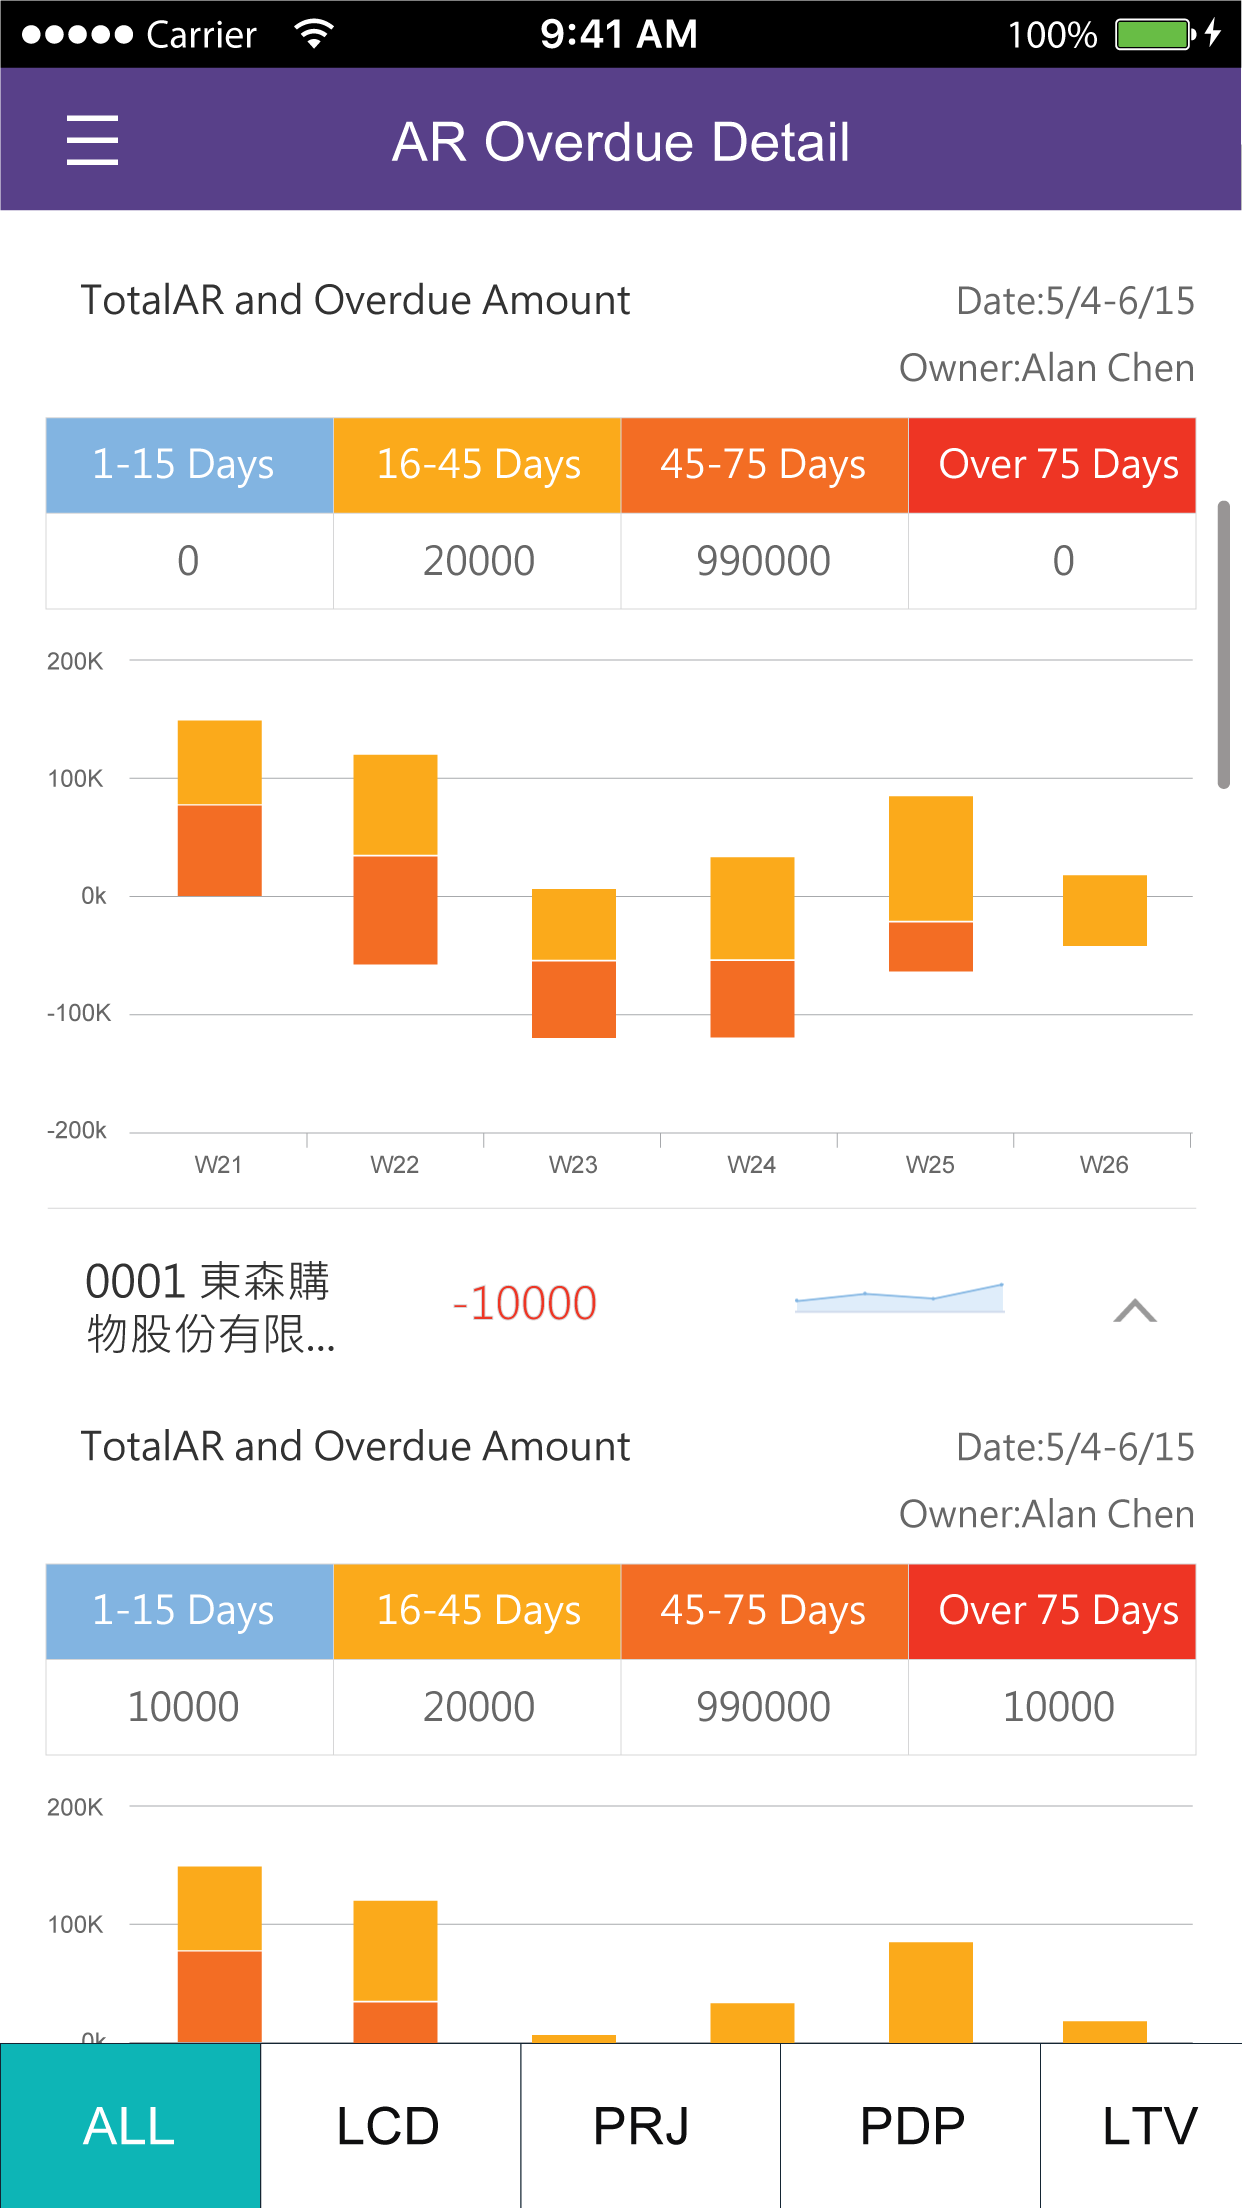 Carrier 9:41 AM 100%
AR Overdue Detail
TotalAR and Overdue Amount Date:5/4-6/15
Owner:Alan Chen
1-15 Days 16-45 Days 45-75 Days Over 75 Days
0 20000 990000 0
200K
100K
0k
-100K
-200k
W21 W22 W23 W24 W25 W26
0001 東森購
物股份有限...
-10000
TotalAR and Overdue Amount Date:5/4-6/15
Owner:Alan Chen
1-15 Days 16-45 Days 45-75 Days Over 75 Days
10000 20000 990000 10000
200K
100K
0k
ALL LCD PRJ PDP LTV